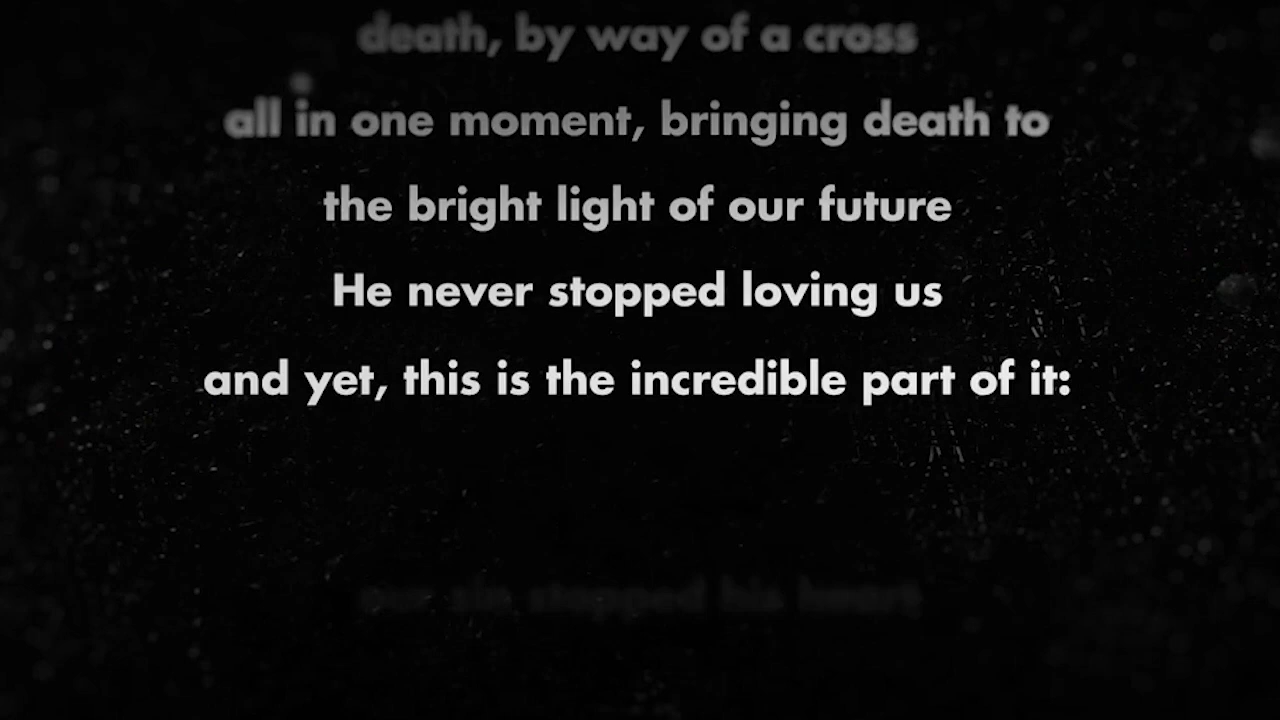 death, by way of a cross
all in one moment, bringing death to
the bright light of our future
He never stopped loving us
and yet, this is the incredible part of it:
our sin stopped his heart